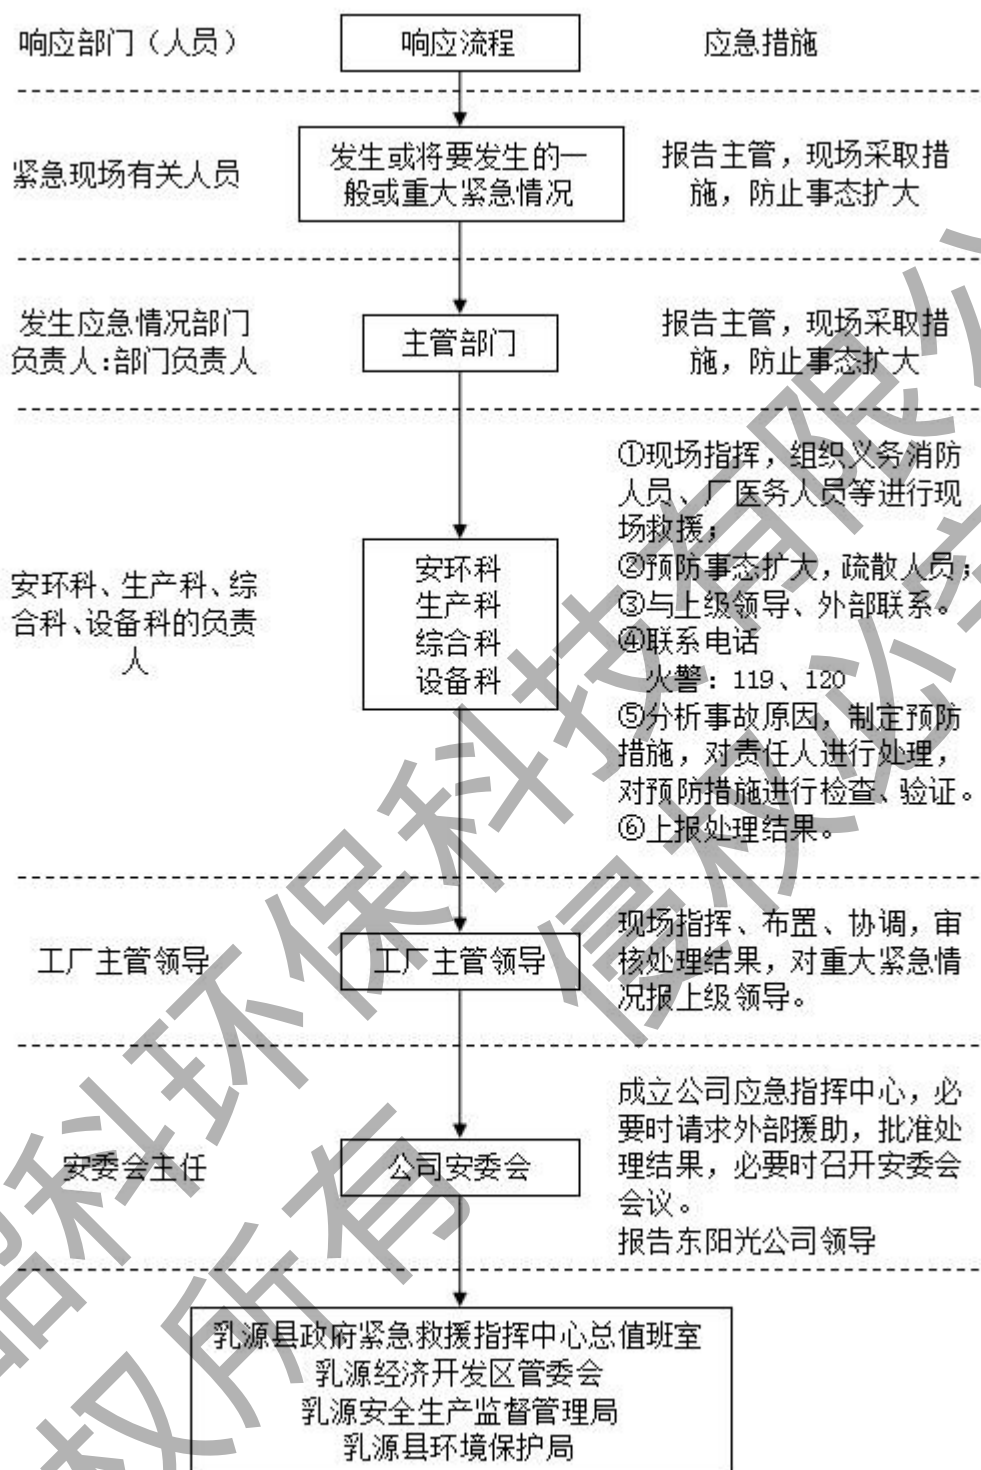 响应部门（人员）
响应流程
应急措施
紧急现场有关人员
发生或将要发生的一
般或重大紧急情况
报告主管，现场采取措
施，防止事态扩大
发生应急情况部门
负责人:部门负责人
主管部门
报告主管，现场采取措
施，防止事态扩大
安环科、生产科、综
合科、设备科的负责
人
安环科
生产科
综合科
设备科
①现场指挥，组织义务消防
人员、厂医务人员等进行现
场救援；
②预防事态扩大，疏散人员；
③与上级领导、外部联系。
④联系电话
火警：119、120
⑤分析事故原因，制定预防
措施，对责任人进行处理，
对预防措施进行检查、验证。
⑥上报处理结果。
工厂主管领导
工厂主管领导
现场指挥、布置、协调，审
核处理结果，对重大紧急情
况报上级领导。
安委会主任
公司安委会
成立公司应急指挥中心，必
要时请求外部援助，批准处
理结果，必要时召开安委会
会议。
报告东阳光公司领导
乳源县政府紧急救援指挥中心总值班室
乳源经济开发区管委会
乳源安全生产监督管理局
乳源县环境保护局
品科环保科技有限公
权所有
侵权必究